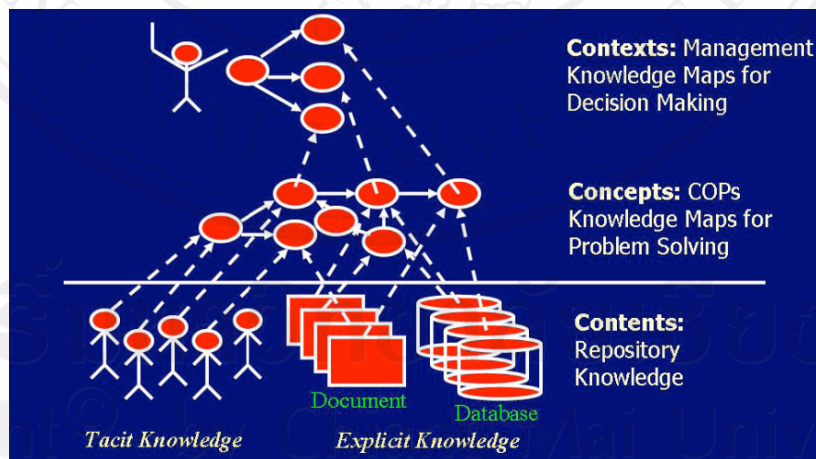 Contexts: Management
Knowledge Maps for
Decision Making
Concepts: COPs
Knowledge Maps for
Problem Solving
Contents:
Repository
Knowledge
Document
Database
Tacit Knowledge
Explicit Knowledge